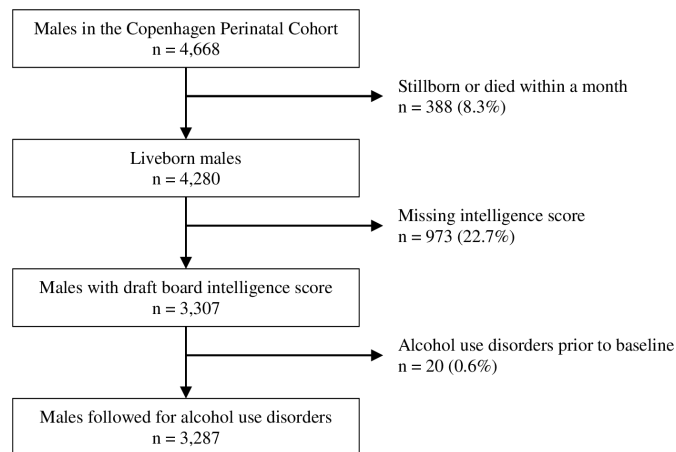 Males in the Copenhagen Perinatal Cohort
n = 4,668
Stillborn or died within a month
n = 388 (8.3%)
Liveborn males
n = 4,280
Missing intelligence score
n = 973 (22.7%)
Males with draft board intelligence score
n = 3,307
Alcohol use disorders prior to baseline
n = 20 (0.6%)
Males followed for alcohol use disorders
n = 3,287